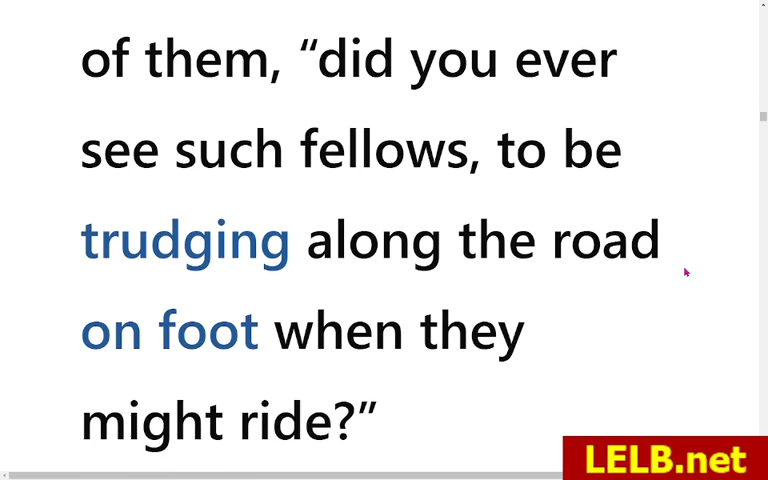 of them, “did you ever
see such fellows, to be
trudging along the road
on foot when they
might ride?”
LELB.net